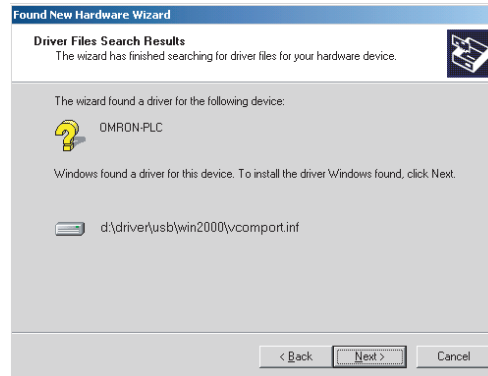 Found New Hardware Wizard
Driver Files Search Results
The wizard has finished searching for driver files for your hardware device.
The wizard found a driver for the following device:
OMRON-PLC
Windows found a driver for this device. To install the driver Windows found, click Next.
d:\driver\usb\win2000\vcomport.inf
< Back
Next >
Cancel